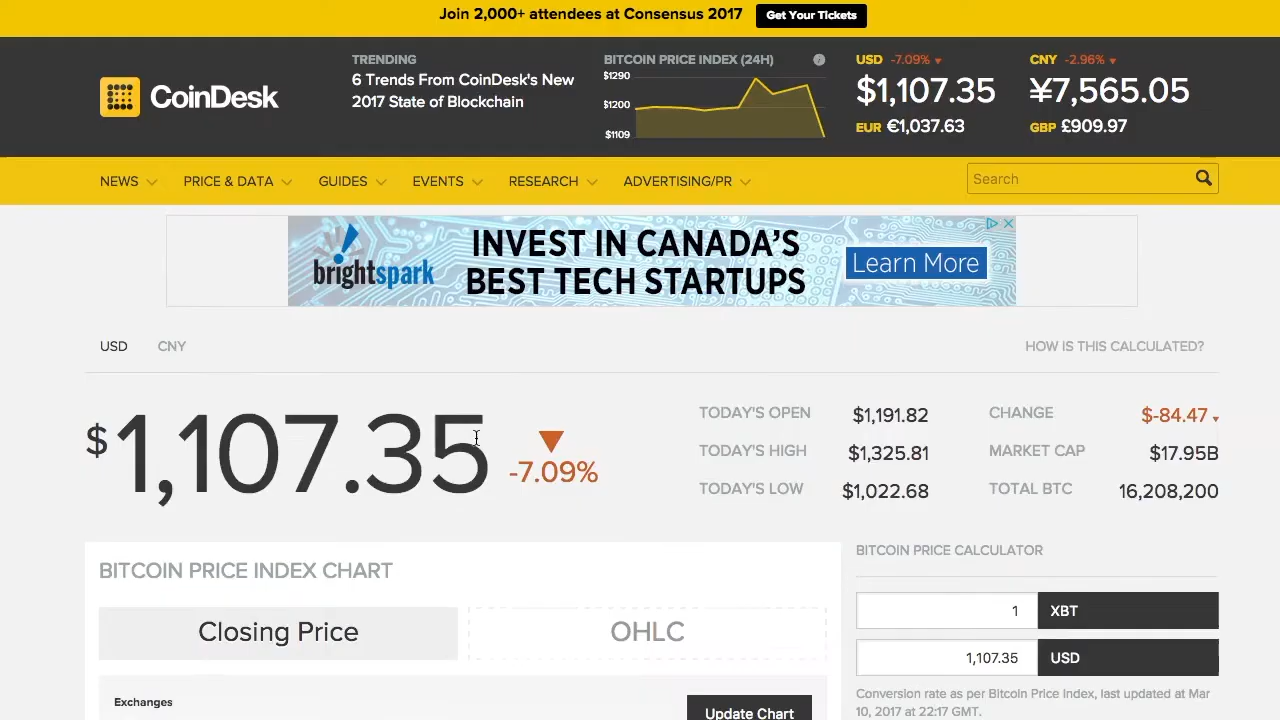 Join 2,000+ attendees at Consensus 2017 Get Your Tickets
CoinDesk
TRENDING
6 Trends From CoinDesk's New
2017 State of Blockchain
BITCOIN PRICE INDEX (24H)
$1290
$1200
$1109
USD -7.09%
$1,107.35
EUR €1,037.63
CNY -2.96%
¥7,565.05
GBP £909.97
NEWS PRICE & DATA GUIDES EVENTS RESEARCH ADVERTISING/PR
Search
brightspark
INVEST IN CANADA'S
BEST TECH STARTUPS
Learn More
USD CNY HOW IS THIS CALCULATED?
$1,107.35
-7.09%
TODAY'S OPEN $1,191.82
TODAY'S HIGH $1,325.81
TODAY'S LOW $1,022.68
CHANGE $-84.47
MARKET CAP $17.95B
TOTAL BTC 16,208,200
BITCOIN PRICE INDEX CHART
Closing Price OHLC
Exchanges
Update Chart
BITCOIN PRICE CALCULATOR
1 XBT
1,107.35 USD
Conversion rate as per Bitcoin Price Index, last updated at Mar
10, 2017 at 22:17 GMT.